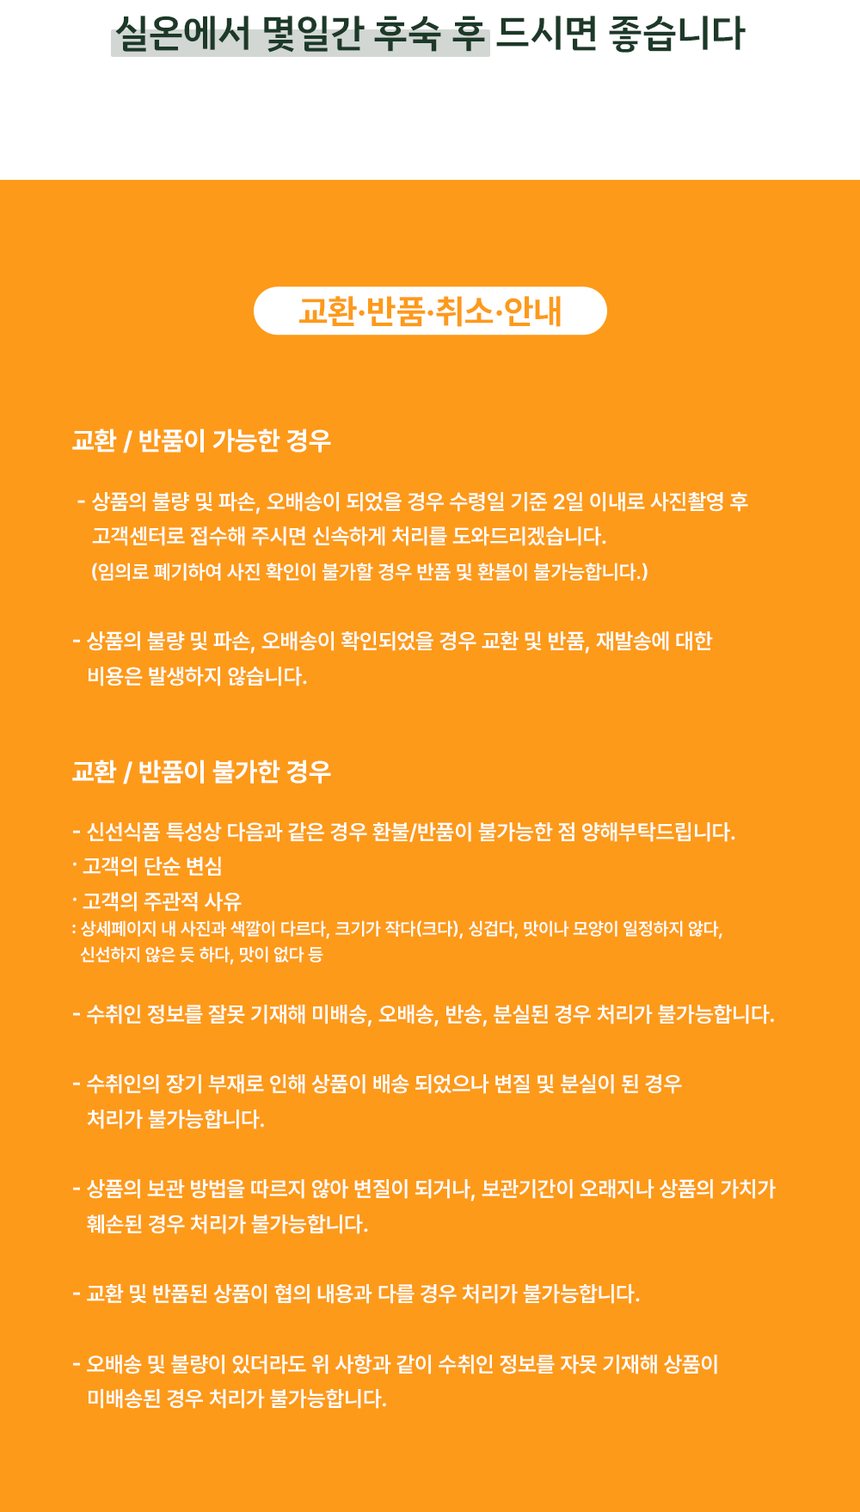 실온에서 몇일간 후숙 후 드시면 좋습니다
교환·반품·취소·안내
교환 / 반품이 가능한 경우
- 상품의 불량 및 파손, 오배송이 되었을 경우 수령일 기준 2일 이내로 사진촬영 후
고객센터로 접수해 주시면 신속하게 처리를 도와드리겠습니다.
(임의로 폐기하여 사진 확인이 불가할 경우 반품 및 환불이 불가능합니다.)
- 상품의 불량 및 파손, 오배송이 확인되었을 경우 교환 및 반품, 재발송에 대한
비용은 발생하지 않습니다.
교환 / 반품이 불가한 경우
- 신선식품 특성상 다음과 같은 경우 환불/반품이 불가능한 점 양해부탁드립니다.
· 고객의 단순 변심
· 고객의 주관적 사유
: 상세페이지 내 사진과 색깔이 다르다, 크기가 작다(크다), 싱겁다, 맛이나 모양이 일정하지 않다,
신선하지 않은 듯 하다, 맛이 없다 등
- 수취인 정보를 잘못 기재해 미배송, 오배송, 반송, 분실된 경우 처리가 불가능합니다.
- 수취인의 장기 부재로 인해 상품이 배송 되었으나 변질 및 분실이 된 경우
처리가 불가능합니다.
- 상품의 보관 방법을 따르지 않아 변질이 되거나, 보관기간이 오래지나 상품의 가치가
훼손된 경우 처리가 불가능합니다.
- 교환 및 반품된 상품이 협의 내용과 다를 경우 처리가 불가능합니다.
- 오배송 및 불량이 있더라도 위 사항과 같이 수취인 정보를 자못 기재해 상품이
미배송된 경우 처리가 불가능합니다.